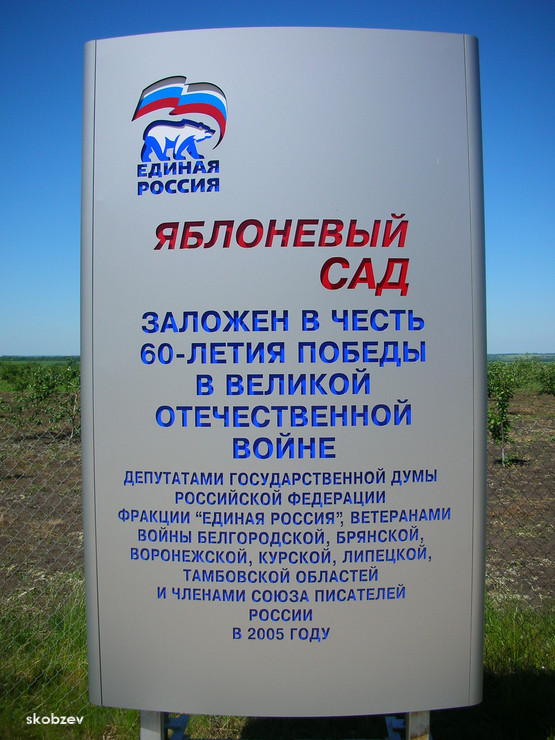 ЕДИНАЯ
РОССИЯ
ЯБЛОНЕВЫЙ
САД
ЗАЛОЖЕН В ЧЕСТЬ
60-ЛЕТИЯ ПОБЕДЫ
В ВЕЛИКОЙ
ОТЕЧЕСТВЕННОЙ
ВОЙНЕ
ДЕПУТАТАМИ ГОСУДАРСТВЕННОЙ ДУМЫ
РОССИЙСКОЙ ФЕДЕРАЦИИ
ФРАКЦИИ "ЕДИНАЯ РОССИЯ", ВЕТЕРАНАМИ
ВОЙНЫ БЕЛГОРОДСКОЙ, БРЯНСКОЙ,
ВОРОНЕЖСКОЙ, КУРСКОЙ, ЛИПЕЦКОЙ,
ТАМБОВСКОЙ ОБЛАСТЕЙ
И ЧЛЕНАМИ СОЮЗА ПИСАТЕЛЕЙ
РОССИИ
В 2005 ГОДУ
skobzev